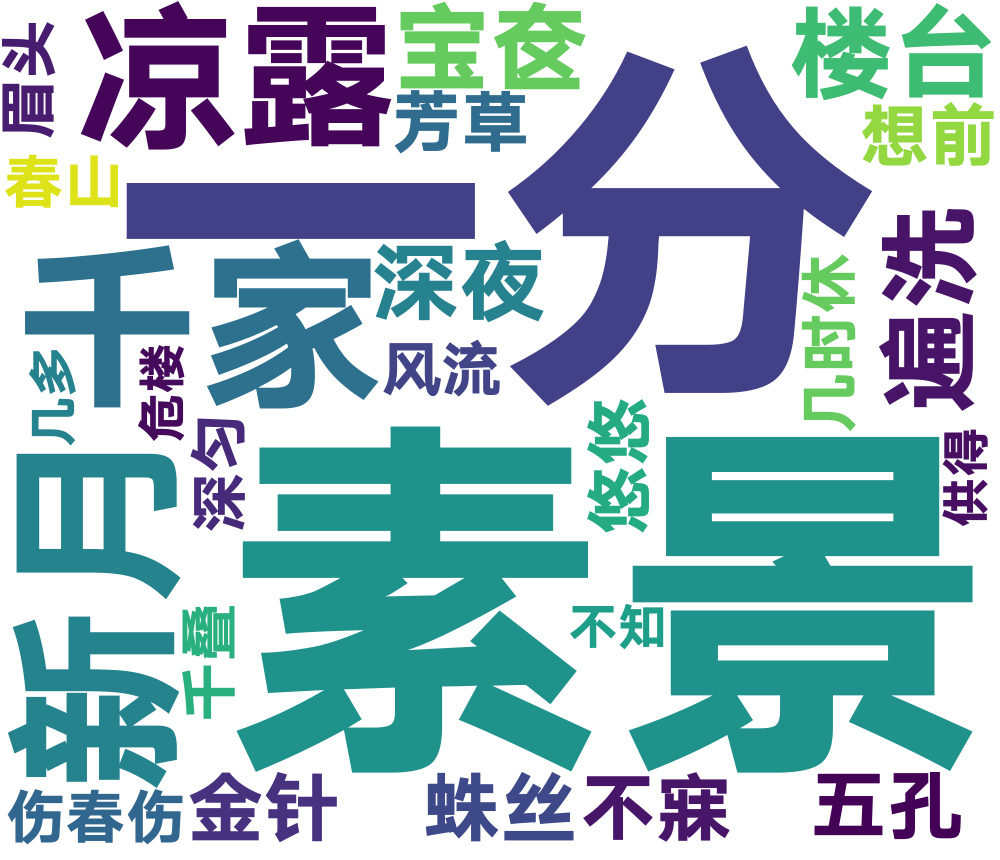 凉露
宝奁
楼台
眉头
芳草
想前
春山
一分
千家
深夜
几时休
遍洗
风流
几多
危楼
新月
深匀
悠悠
供得
素景
千叠
不知
伤春伤
金针
蛛丝
不寐
五孔